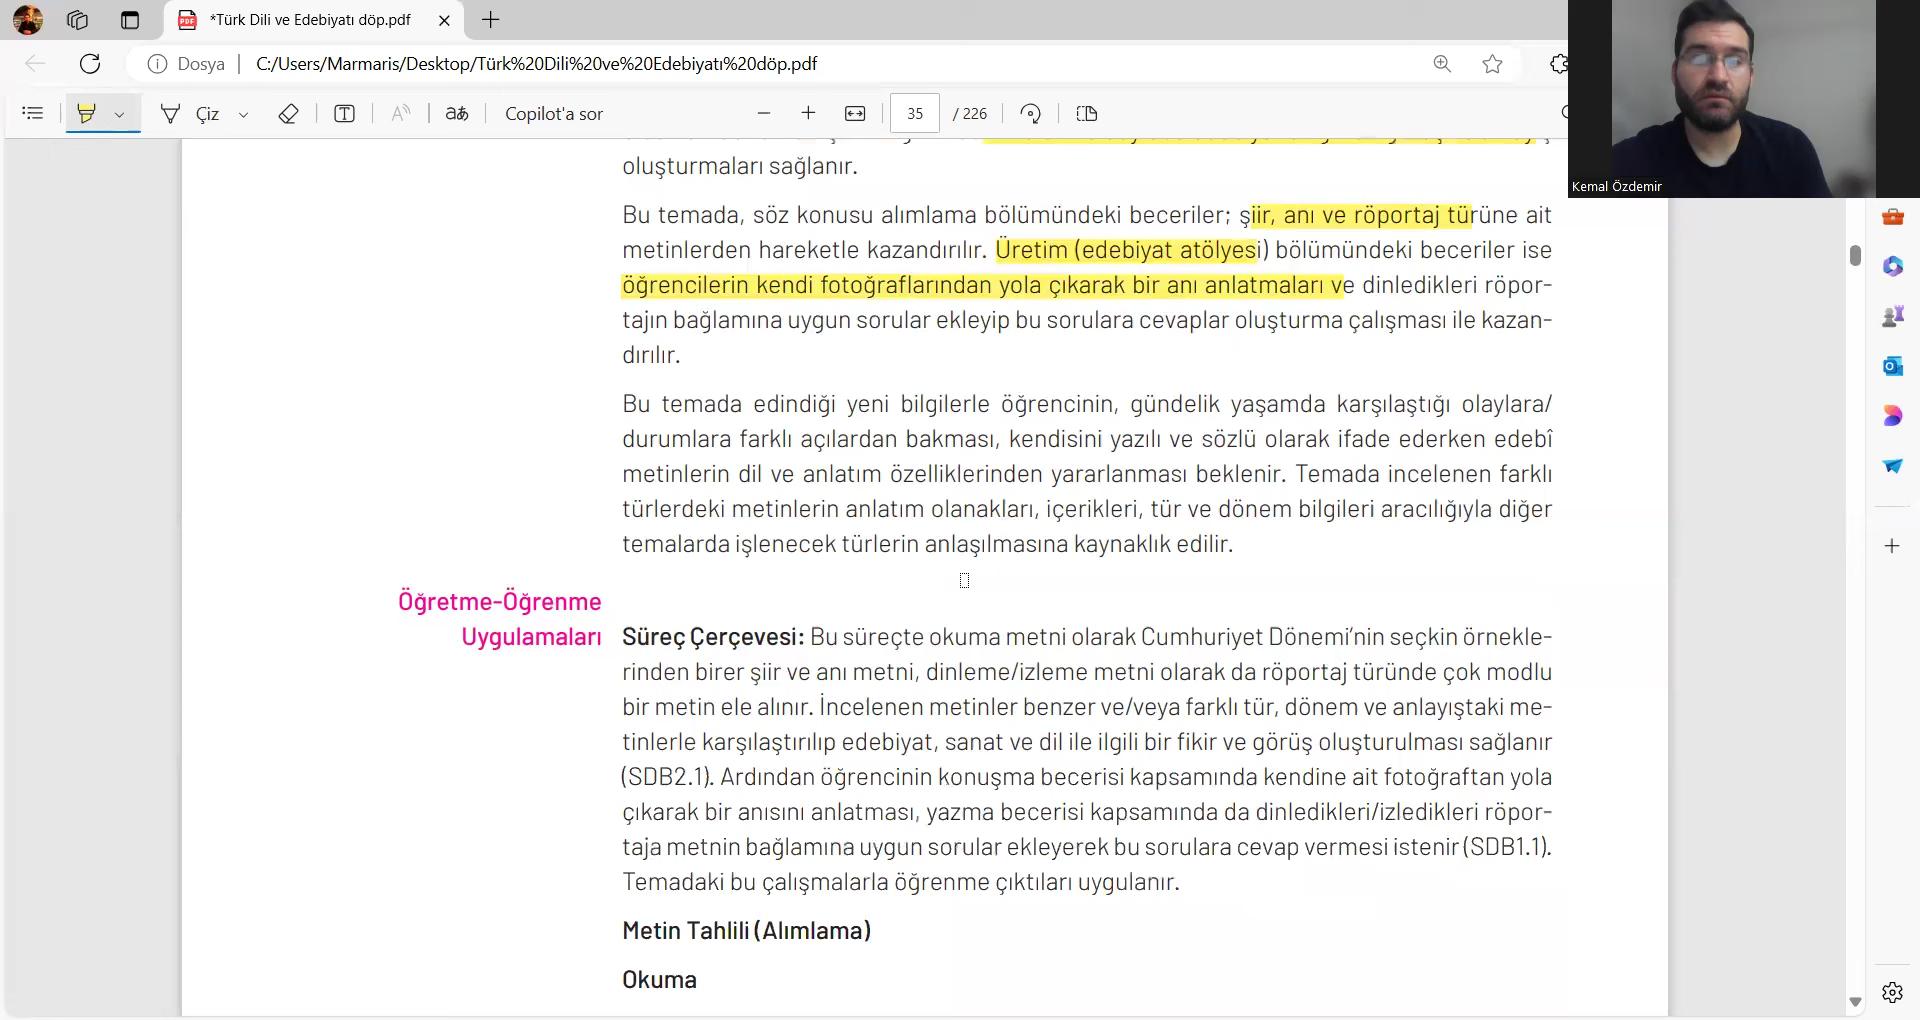 *Türk Dili ve Edebiyatı döp.pdf
Dosya
C:/Users/Marmaris/Desktop/Türk%20Dili%20ve%20Edebiyatı%20döp.pdf
Çiz
T
A
aあ
Copilot'a sor
35
/ 226
Kemal Özdemir
oluşturmaları sağlanır.
Bu temada, söz konusu alımlama bölümündeki beceriler; şiir, anı ve röportaj türüne ait
metinlerden hareketle kazandırılır. Üretim (edebiyat atölyesi) bölümündeki beceriler ise
öğrencilerin kendi fotoğraflarından yola çıkarak bir anı anlatmaları ve dinledikleri röpor-
tajın bağlamına uygun sorular ekleyip bu sorulara cevaplar oluşturma çalışması ile kazan-
dırılır.
Bu temada edindiği yeni bilgilerle öğrencinin, gündelik yaşamda karşılaştığı olaylara/
durumlara farklı açılardan bakması, kendisini yazılı ve sözlü olarak ifade ederken edebî
metinlerin dil ve anlatım özelliklerinden yararlanması beklenir. Temada incelenen farklı
türlerdeki metinlerin anlatım olanakları, içerikleri, tür ve dönem bilgileri aracılığıyla diğer
temalarda işlenecek türlerin anlaşılmasına kaynaklık edilir.
Öğretme-Öğrenme
Uygulamaları
Süreç Çerçevesi: Bu süreçte okuma metni olarak Cumhuriyet Dönemi’nin seçkin örnekle-
rinden birer şiir ve anı metni, dinleme/izleme metni olarak da röportaj türünde çok modlu
bir metin ele alınır. İncelenen metinler benzer ve/veya farklı tür, dönem ve anlayıştaki me-
tinlerle karşılaştırılıp edebiyat, sanat ve dil ile ilgili bir fikir ve görüş oluşturulması sağlanır
(SDB2.1). Ardından öğrencinin konuşma becerisi kapsamında kendine ait fotoğraftan yola
çıkarak bir anısını anlatması, yazma becerisi kapsamında da dinledikleri/izledikleri röpor-
taja metnin bağlamına uygun sorular ekleyerek bu sorulara cevap vermesi istenir (SDB1.1).
Temadaki bu çalışmalarla öğrenme çıktıları uygulanır.
Metin Tahlili (Alımlama)
Okuma